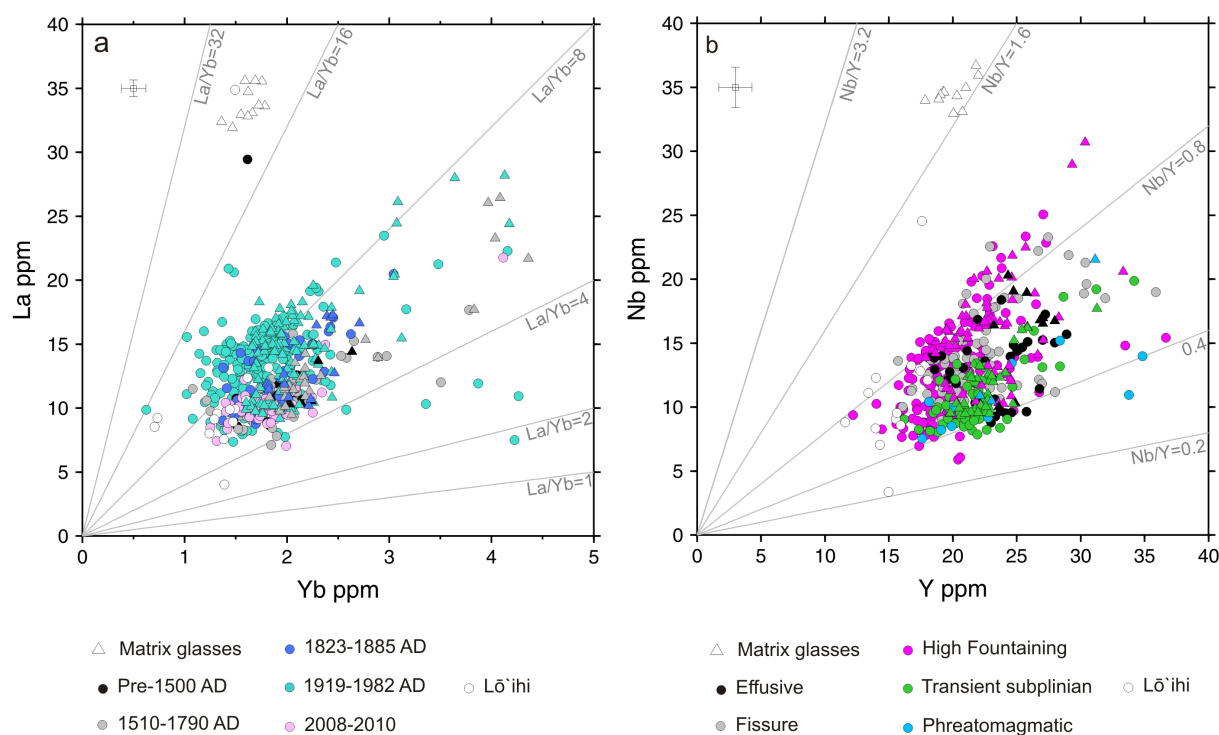 a
La/Yb=32
La/Yb=16
La/Yb=8
La/Yb=4
La/Yb=2
La/Yb=1
40
35
30
25
20
15
10
5
0
La ppm
0 1 2 3 4 5
Yb ppm
b
Nb/Y=3.2
Nb/Y=1.6
Nb/Y=0.8
0.4
Nb/Y=0.2
40
35
30
25
20
15
10
5
0
Nb ppm
0 5 10 15 20 25 30 35 40
Y ppm
Matrix glasses
1823-1885 AD
Pre-1500 AD
1919-1982 AD
Lō`ihi
1510-1790 AD
2008-2010
Matrix glasses
High Fountaining
Effusive
Transient subplinian
Lō`ihi
Fissure
Phreatomagmatic